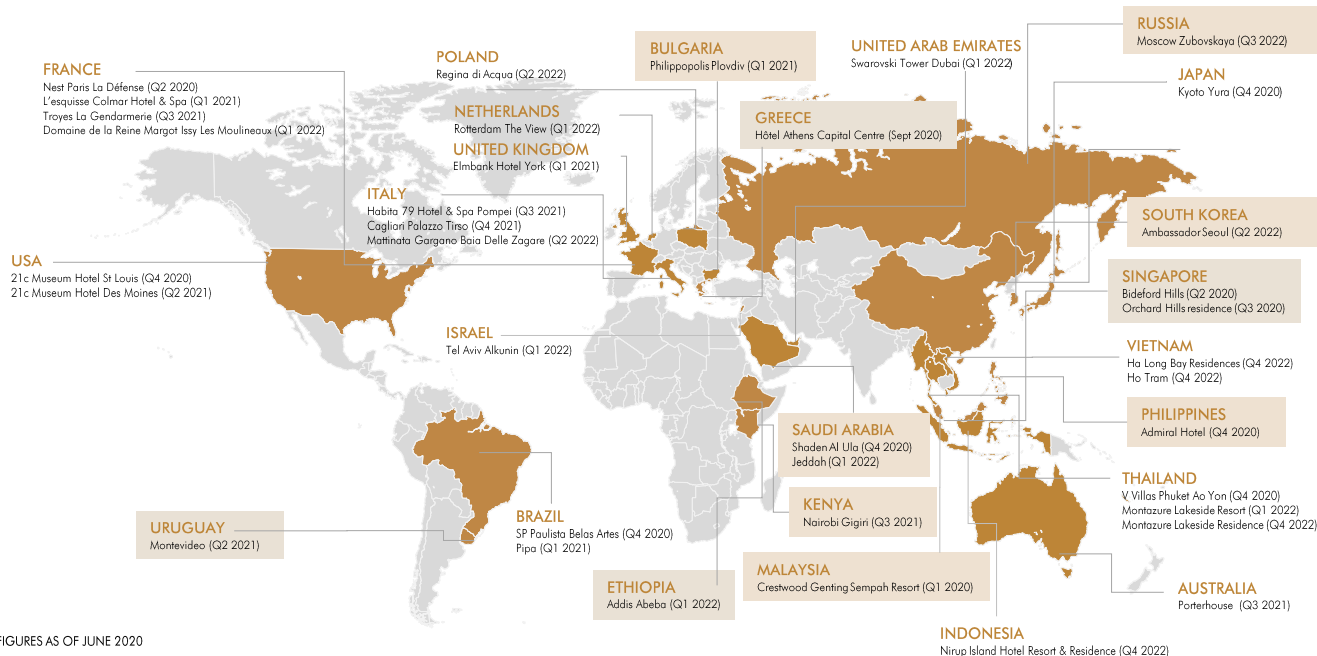 FRANCE
Nest Paris La Défense (Q2 2020)
L'esquisse Colmar Hotel & Spa (Q1 2021)
Troyes La Gendarmerie (Q3 2021)
Domaine de la Reine Margot Issy Les Moulineaux (Q1 2022)
POLAND
Regina di Acqua (Q2 2022)
NETHERLANDS
Rotterdam The View (Q1 2022)
UNITED KINGDOM
Elmbank Hotel York (Q1 2021)
ITALY
Habita 79 Hotel & Spa Pompei (Q3 2021)
Cagliari Palazzo Tirso (Q4 2021)
Mattinata Gargano Baia Delle Zagare (Q2 2022)
BULGARIA
Philippopolis Plovdiv (Q1 2021)
UNITED ARAB EMIRATES
Swarovski Tower Dubai (Q1 2022)
GREECE
Hôtel Athens Capital Centre (Sept 2020)
RUSSIA
Moscow Zubovskaya (Q3 2022)
JAPAN
Kyoto Yura (Q4 2020)
SOUTH KOREA
Ambassador Seoul (Q2 2022)
SINGAPORE
Bideford Hills (Q2 2020)
Orchard Hills residence (Q3 2020)
VIETNAM
Ha Long Bay Residences (Q4 2022)
Ho Tram (Q4 2022)
PHILIPPINES
Admiral Hotel (Q4 2020)
THAILAND
V Villas Phuket Ao Yon (Q4 2020)
Montazure Lakeside Resort (Q1 2022)
Montazure Lakeside Residence (Q4 2022)
AUSTRALIA
Porterhouse (Q3 2021)
USA
21c Museum Hotel St Louis (Q4 2020)
21c Museum Hotel Des Moines (Q2 2021)
ISRAEL
Tel Aviv Alkunin (Q1 2022)
SAUDI ARABIA
Shaden Al Ula (Q4 2020)
Jeddah (Q1 2022)
KENYA
Nairobi Gigiri (Q3 2021)
URUGUAY
Montevideo (Q2 2021)
BRAZIL
SP Paulista Belas Artes (Q4 2020)
Pipa (Q1 2021)
ETHIOPIA
Addis Abeba (Q1 2022)
MALAYSIA
Crestwood Genting Sempah Resort (Q1 2020)
INDONESIA
Nirup Island Hotel Resort & Residence (Q4 2022)
FIGURES AS OF JUNE 2020